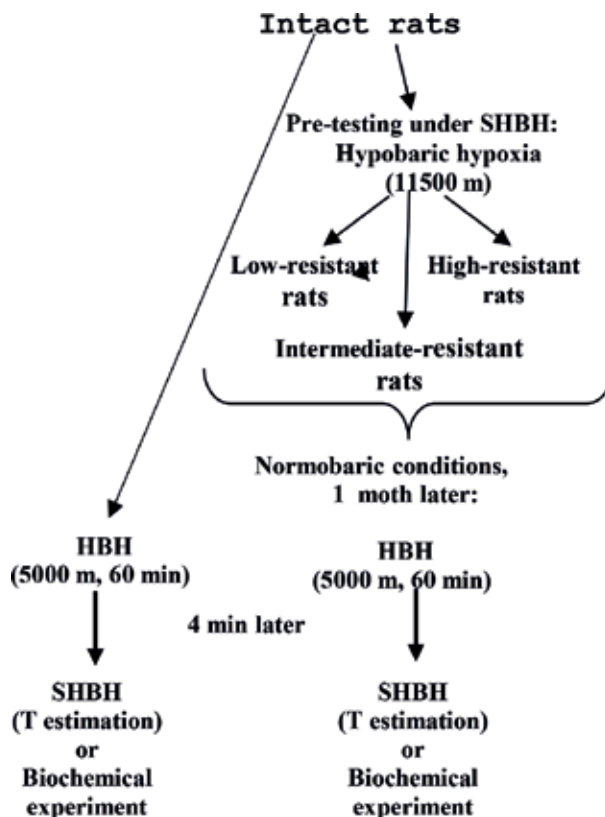 Intact rats
Pre-testing under SHBH:
Hypobaric hypoxia
(11500 m)
Low-resistant
rats
High-resistant
rats
Intermediate-resistant
rats
Normobaric conditions,
1 moth later:
HBH
(5000 m, 60 min)
HBH
(5000 m, 60 min)
4 min later
SHBH
(T estimation)
or
Biochemical
experiment
SHBH
(T estimation)
or
Biochemical
experiment